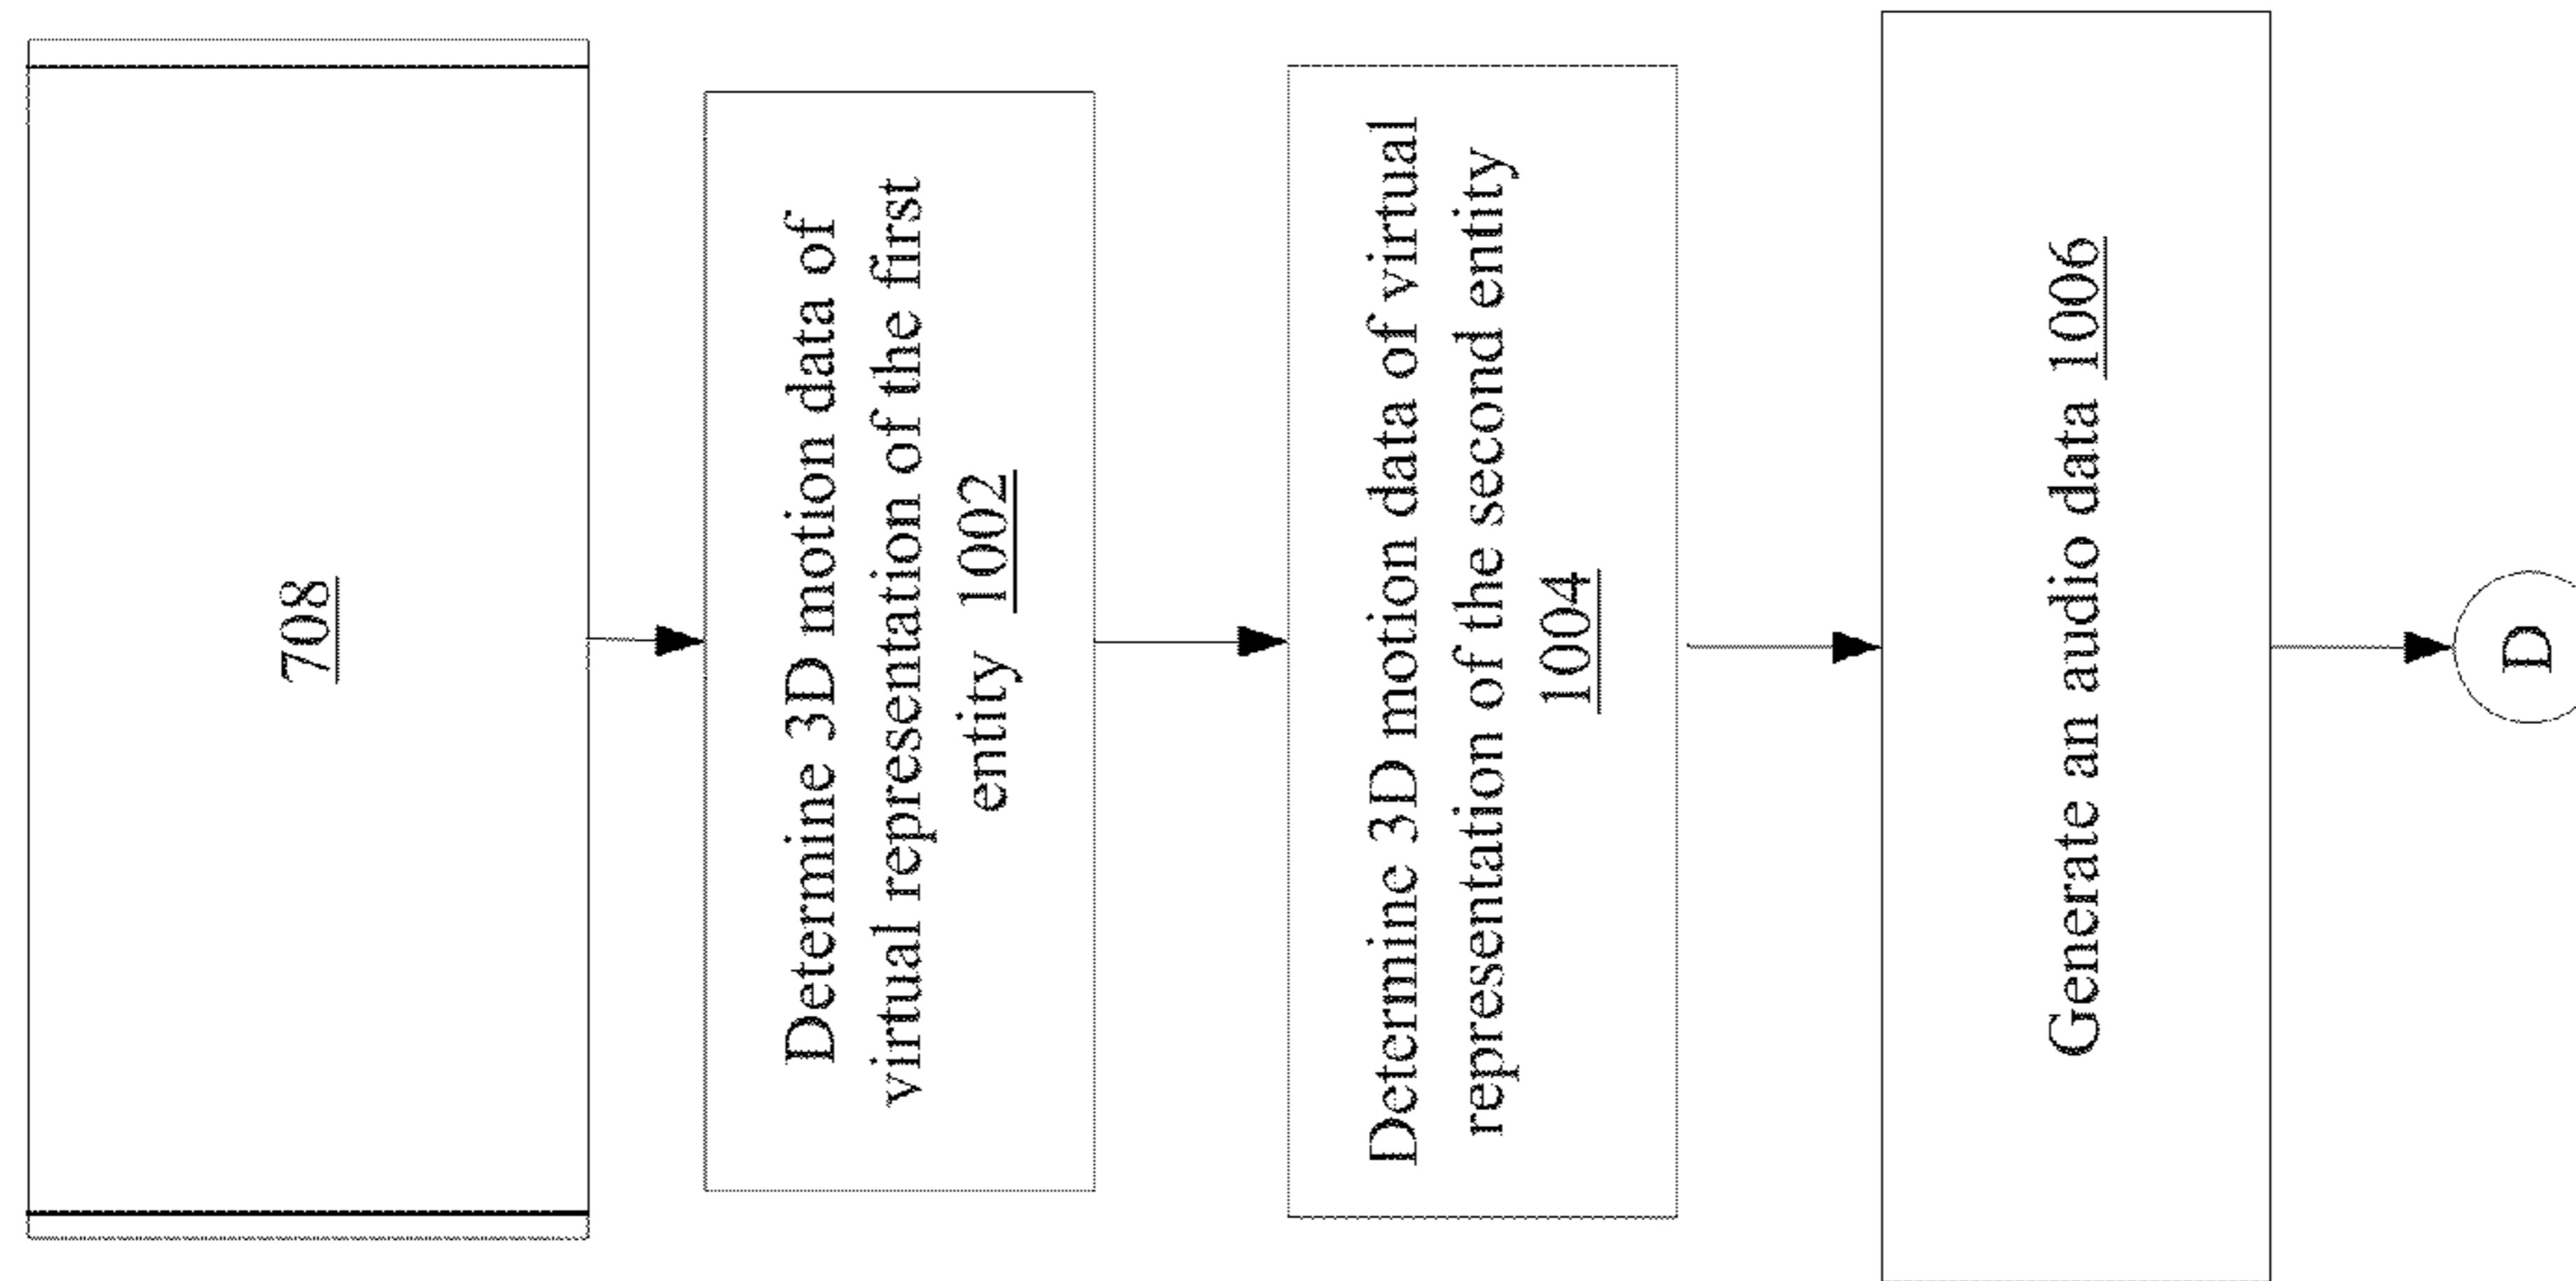 708
Determine 3D motion data of
virtual representation of the first
entity 1002
Determine 3D motion data of virtual
representation of the second entity
1004
Generate an audio data 1006
D